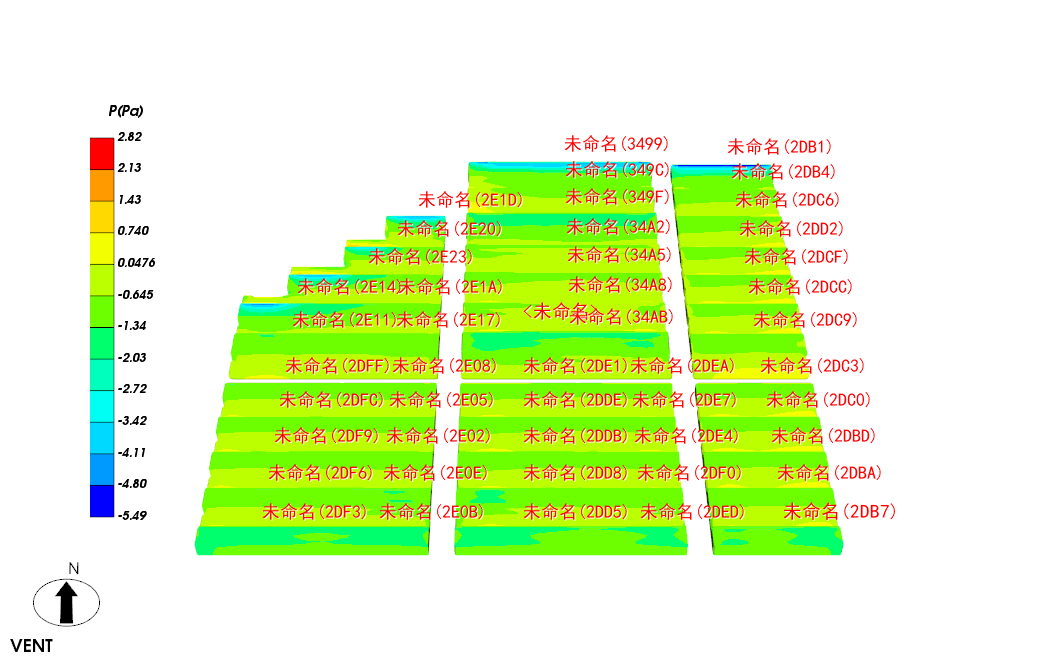 P(Pa)
2.82
2.13
1.43
0.740
0.0476
-0.645
-1.34
-2.03
-2.72
-3.42
-4.11
-4.80
-5.49
未命名(3499)
未命名(2DB1)
未命名(349C)
未命名(2DB4)
未命名(2E1D)
未命名(349F)
未命名(2DC6)
未命名(2E20)
未命名(34A2)
未命名(2DD2)
未命名(2E23)
未命名(34A5)
未命名(2DCF)
未命名(2E14)未命名(2E1A)
未命名(34A8)
未命名(2DCC)
<未命名>
未命名(2E11)未命名(2E17)
未命名(34AB)
未命名(2DC9)
未命名(2DFF)未命名(2E08)
未命名(2DE1)未命名(2DEA)
未命名(2DC3)
未命名(2DFC)未命名(2E05)
未命名(2DDE)未命名(2DE7)
未命名(2DC0)
未命名(2DF9)未命名(2E02)
未命名(2DDB)未命名(2DE4)
未命名(2DBD)
未命名(2DF6)未命名(2E0E)
未命名(2DD8)未命名(2DF0)
未命名(2DBA)
未命名(2DF3)未命名(2E0B)
未命名(2DD5)未命名(2DED)
未命名(2DB7)
N
VENT